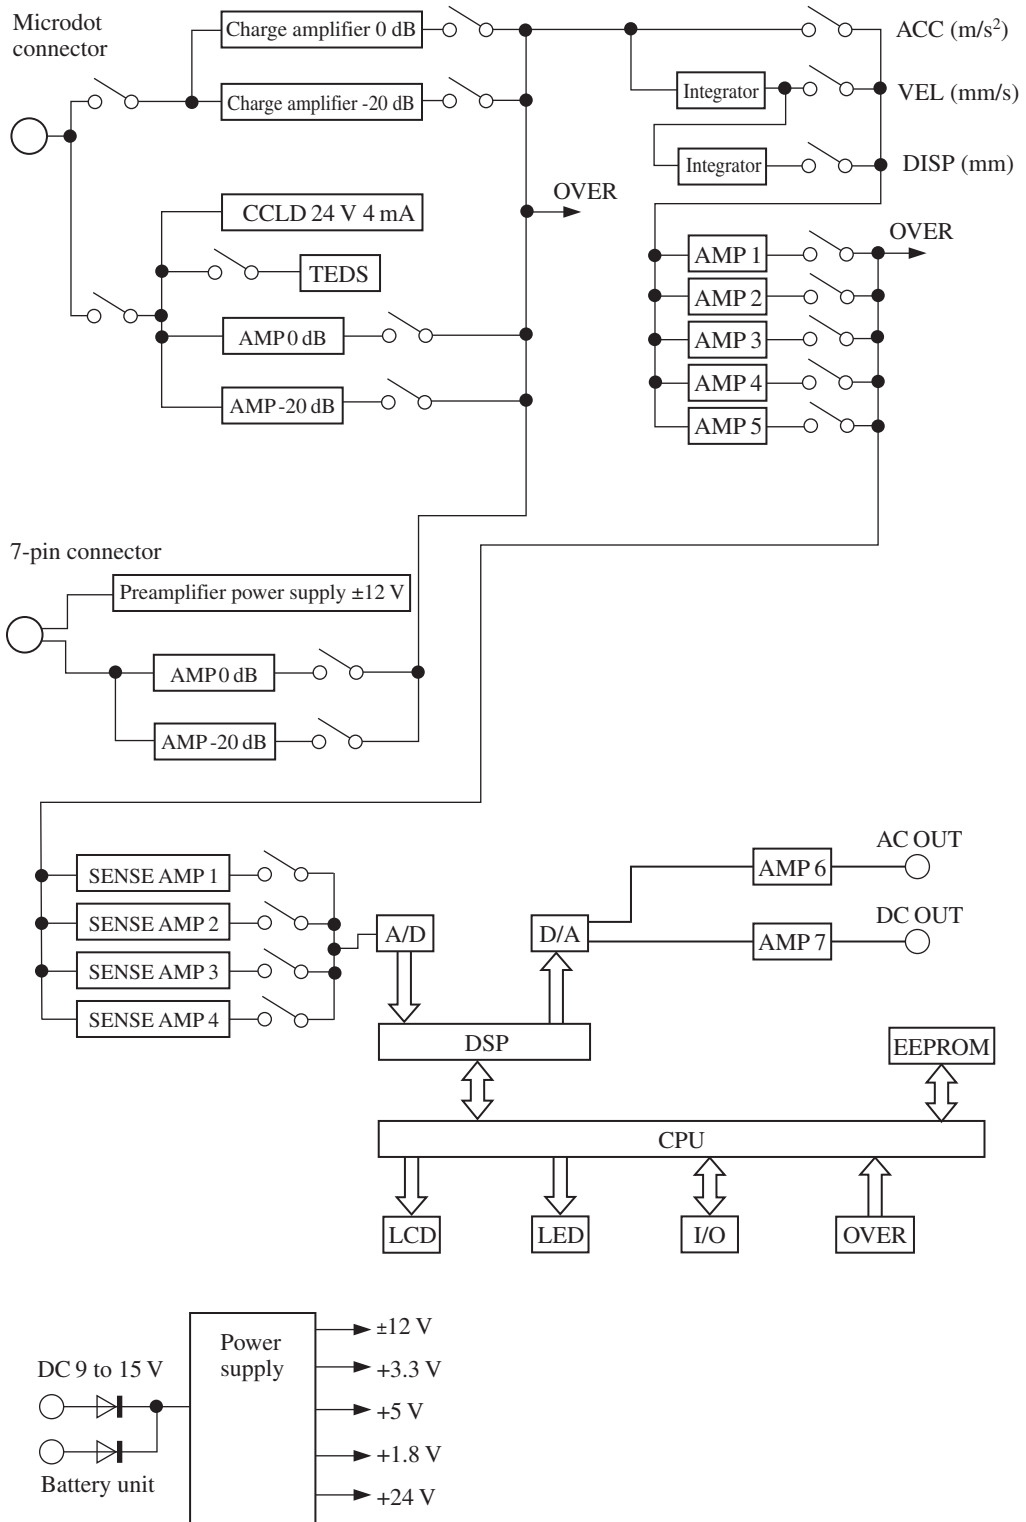 Microdot
connector
Charge amplifier 0 dB
Charge amplifier -20 dB
CCLD 24 V 4 mA
TEDS
AMP 0 dB
AMP -20 dB
OVER
Integrator
Integrator
ACC (m/s²)
VEL (mm/s)
DISP (mm)
OVER
AMP 1
AMP 2
AMP 3
AMP 4
AMP 5
7-pin connector
Preamplifier power supply ±12 V
AMP 0 dB
AMP -20 dB
SENSE AMP 1
SENSE AMP 2
SENSE AMP 3
SENSE AMP 4
A/D
D/A
AMP 6
AC OUT
AMP 7
DC OUT
DSP
EEPROM
CPU
LCD
LED
I/O
OVER
DC 9 to 15 V
Battery unit
Power
supply
±12 V
+3.3 V
+5 V
+1.8 V
+24 V